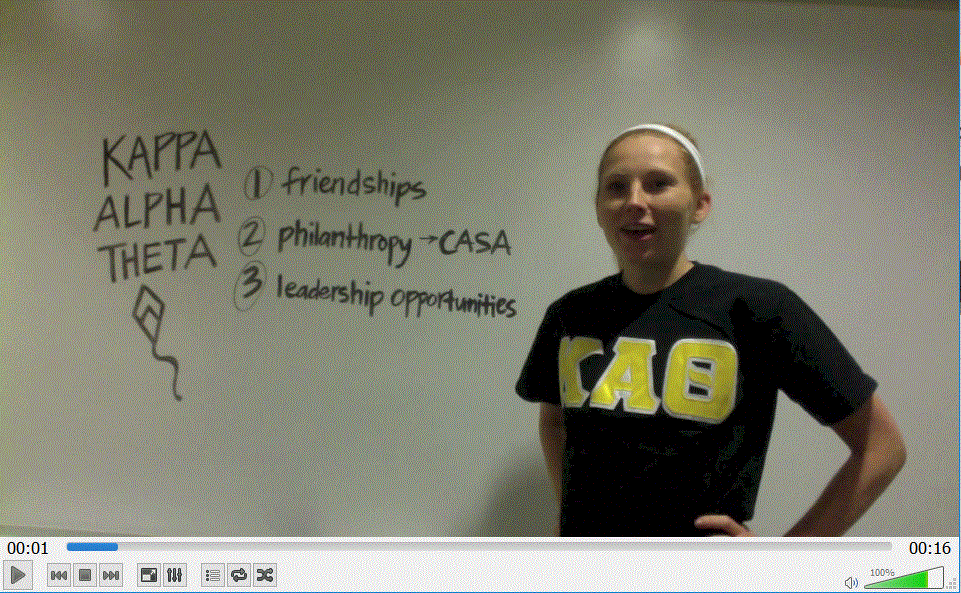 KAPPA
ALPHA
THETA
① friendships
② philanthropy → CASA
③ leadership opportunities
ΚΑΘ
00:01
00:16
100%